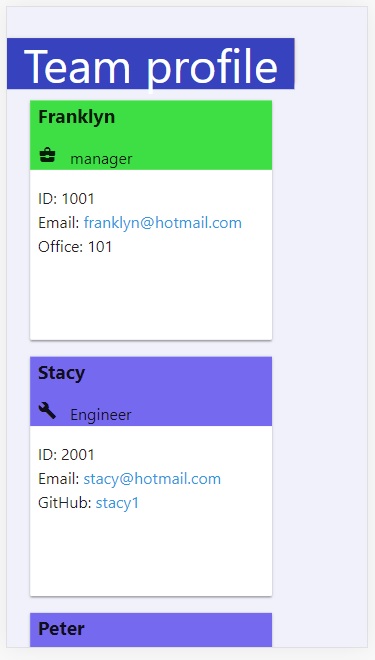 Team profile
Franklyn
manager
ID: 1001
Email: franklyn@hotmail.com
Office: 101
Stacy
Engineer
ID: 2001
Email: stacy@hotmail.com
GitHub: stacy1
Peter